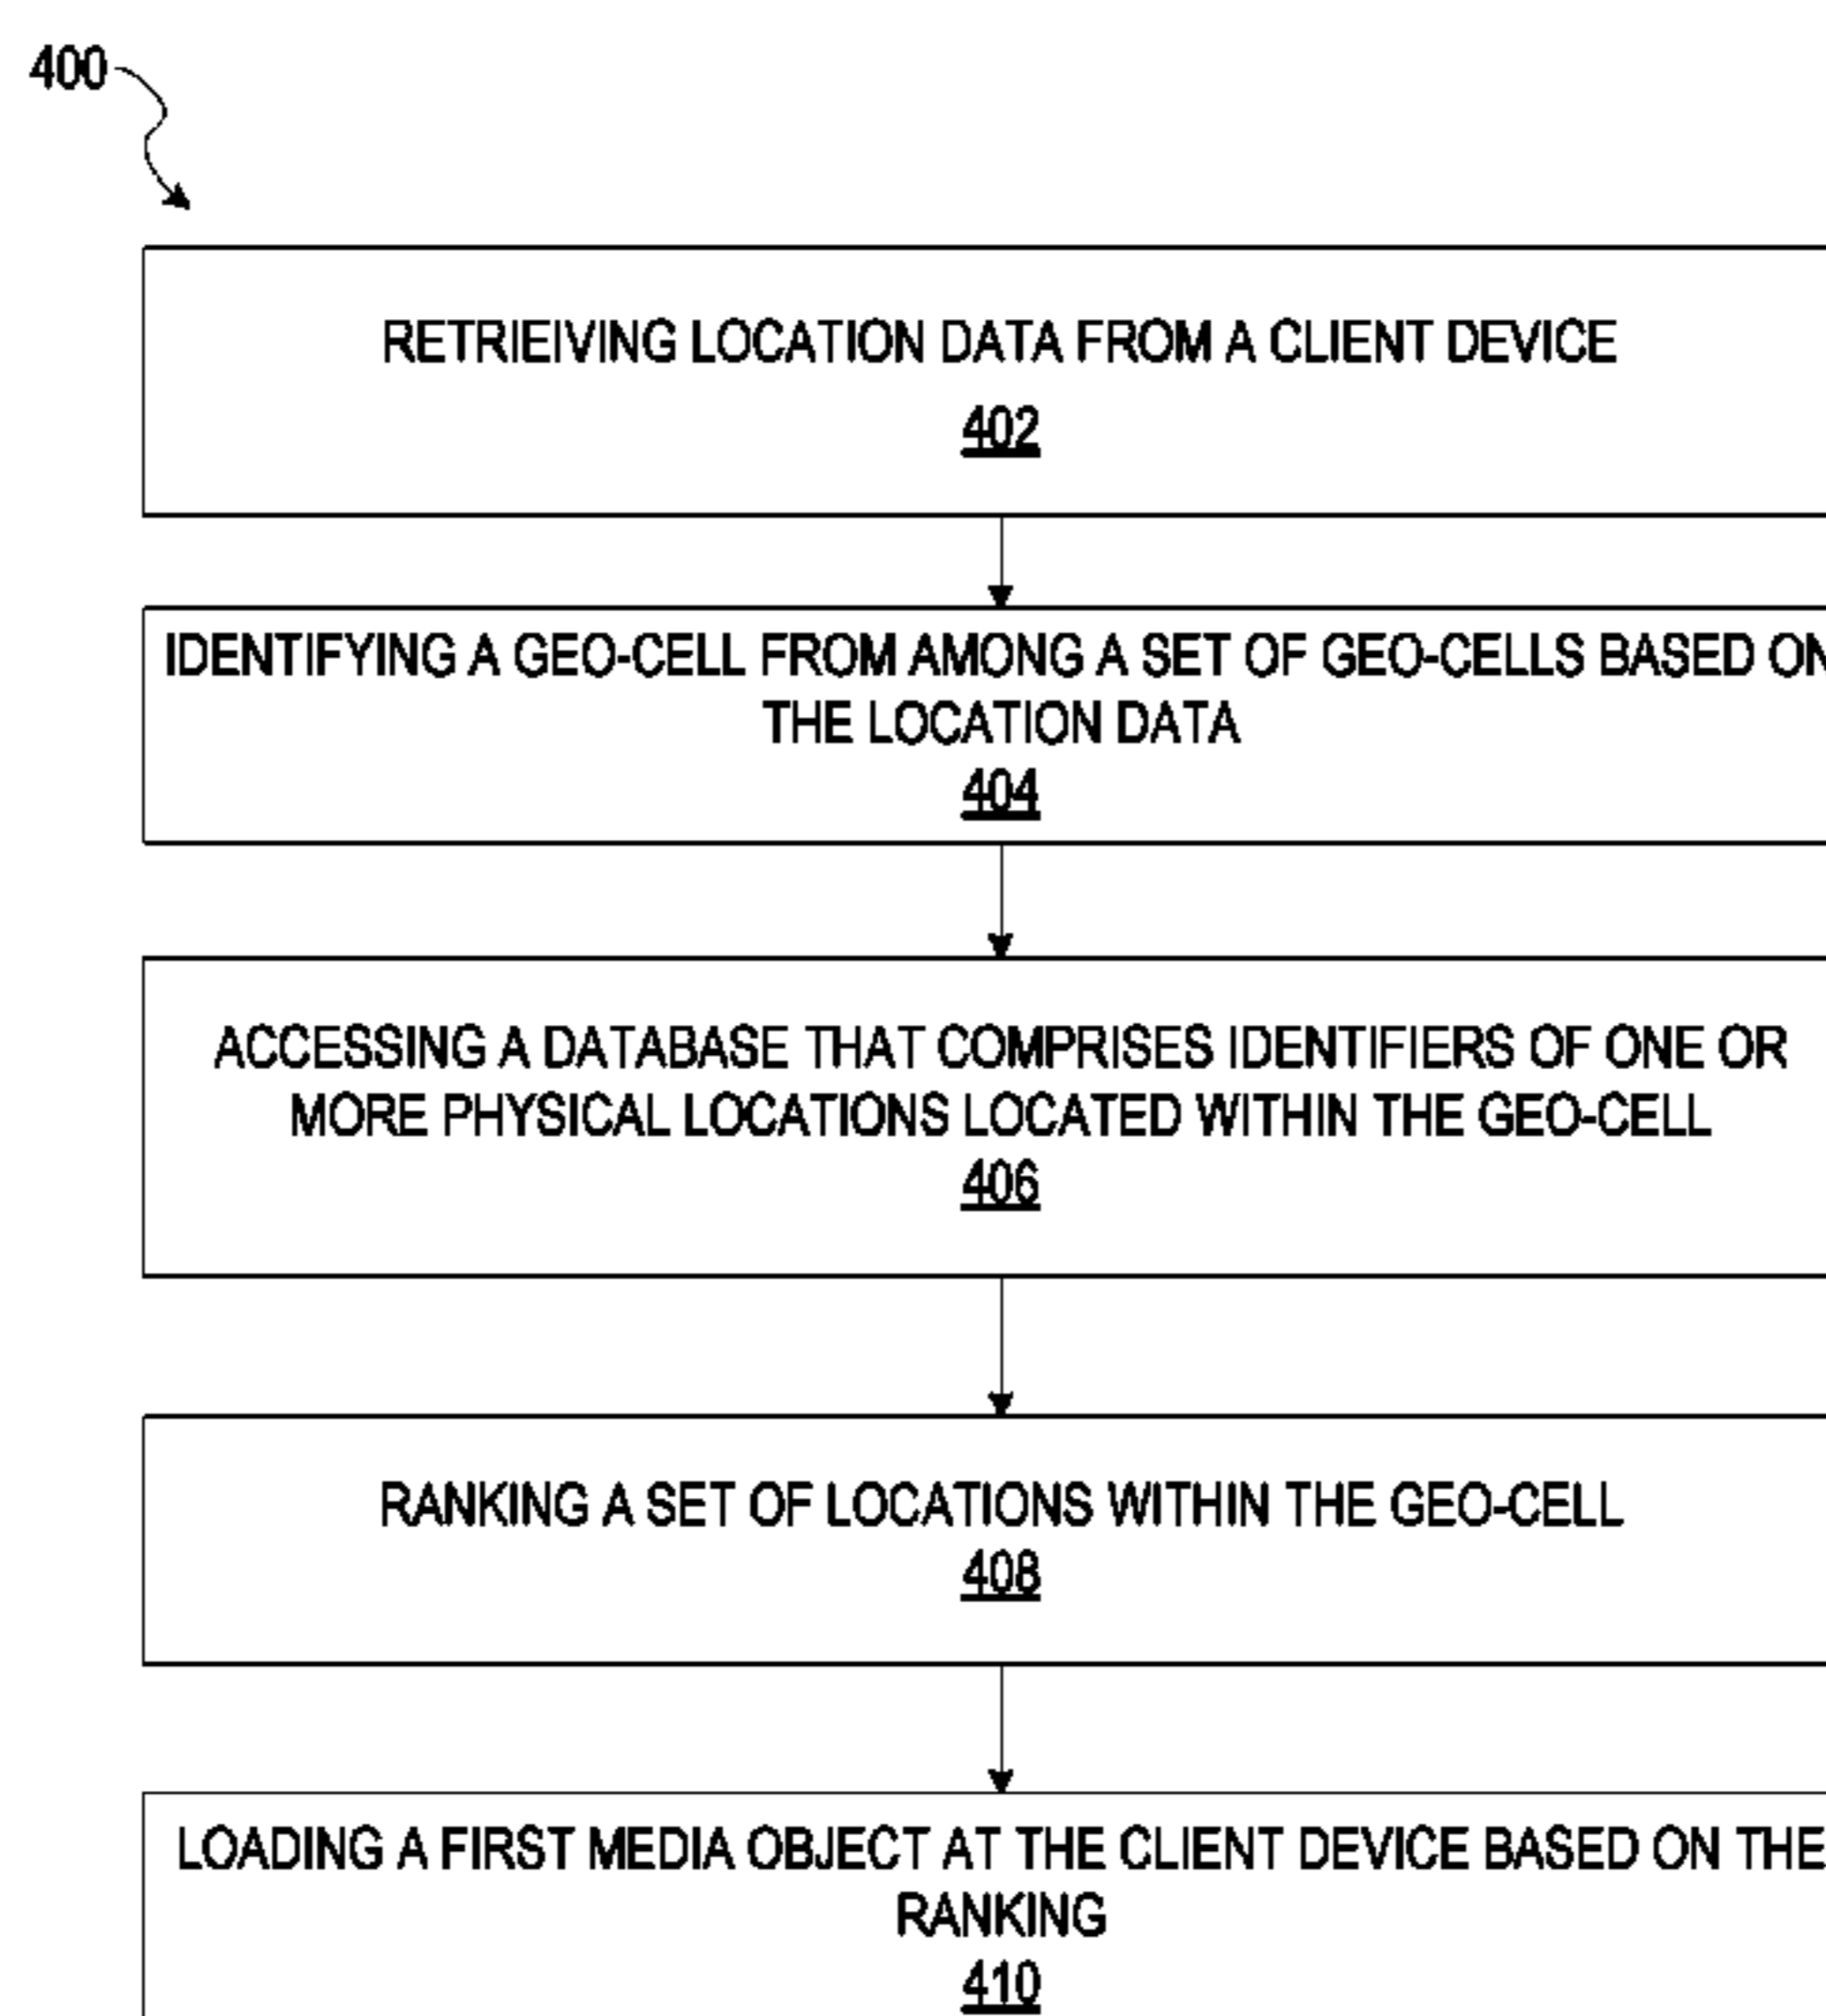 400
RETRIEIVING LOCATION DATA FROM A CLIENT DEVICE
402
IDENTIFYING A GEO-CELL FROM AMONG A SET OF GEO-CELLS BASED ON
THE LOCATION DATA
404
ACCESSING A DATABASE THAT COMPRISES IDENTIFIERS OF ONE OR
MORE PHYSICAL LOCATIONS LOCATED WITHIN THE GEO-CELL
406
RANKING A SET OF LOCATIONS WITHIN THE GEO-CELL
408
LOADING A FIRST MEDIA OBJECT AT THE CLIENT DEVICE BASED ON THE
RANKING
410